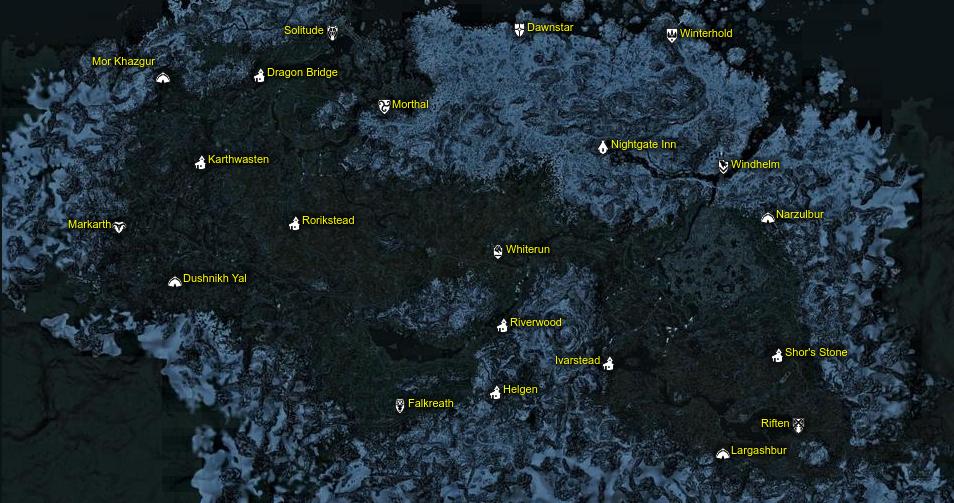 Solitude
Dawnstar
Winterhold
Mor Khazgur
Dragon Bridge
Morthal
Nightgate Inn
Karthwasten
Windhelm
Narzulbur
Rorikstead
Markarth
Whiterun
Dushnikh Yal
Riverwood
Ivarstead
Shor's Stone
Helgen
Falkreath
Riften
Largashbur